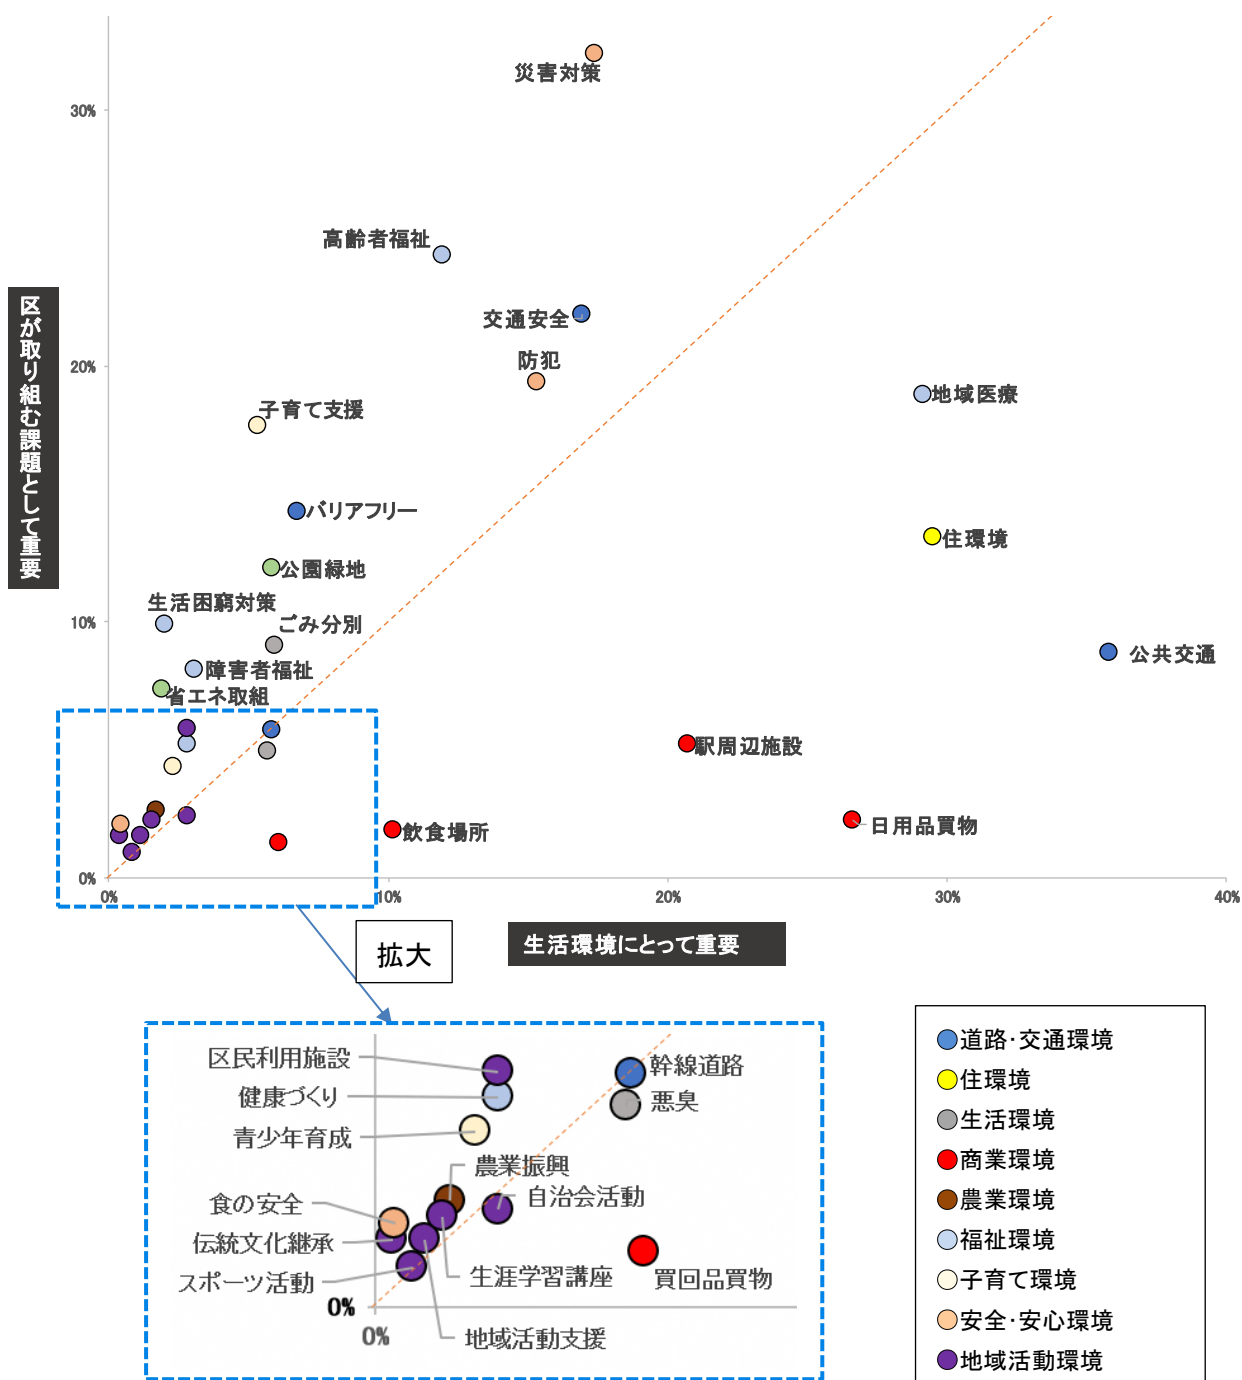 災害対策
30%
高齢者福祉
区が取り組む課題として重要
交通安全
防犯
20%
地域医療
子育て支援
バリアフリー
住環境
公園緑地
生活困窮対策
ごみ分別
10%
公共交通
障害者福祉
省エネ取組
駅周辺施設
日用品買物
飲食場所
0%
0%
10%
20%
30%
40%
生活環境にとって重要
拡大
区民利用施設
幹線道路
健康づくり
悪臭
青少年育成
農業振興
自治会活動
食の安全
伝統文化継承
スポーツ活動
生涯学習講座
買回品買物
0%
0%
地域活動支援
道路・交通環境
住環境
生活環境
商業環境
農業環境
福祉環境
子育て環境
安全・安心環境
地域活動環境